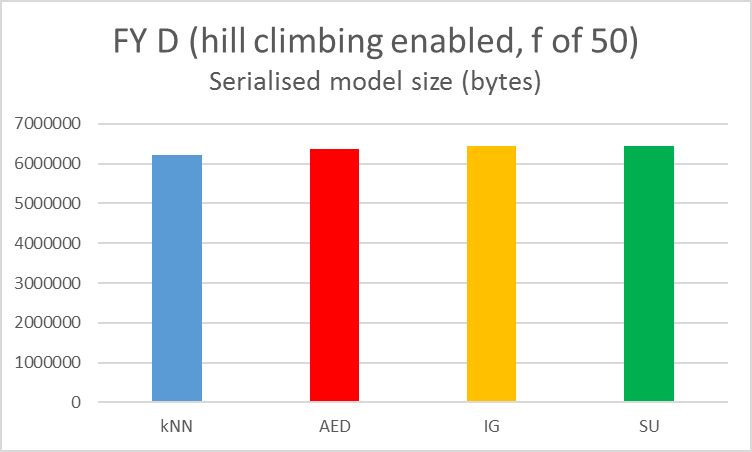 FY D (hill climbing enabled, f of 50)
Serialised model size (bytes)
7000000
6000000
5000000
4000000
3000000
2000000
1000000
0
kNN AED IG SU